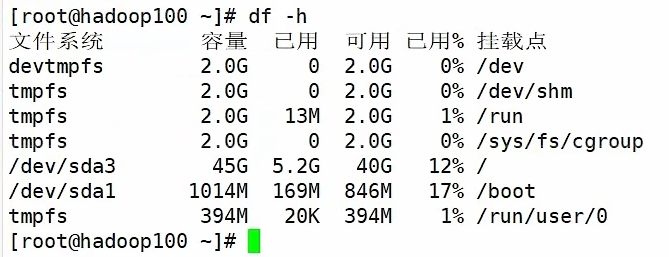 [root@hadoop100 ~]# df -h
文件系统        容量  已用  可用 已用% 挂载点
devtmpfs        2.0G     0  2.0G    0% /dev
tmpfs           2.0G     0  2.0G    0% /dev/shm
tmpfs           2.0G   13M  2.0G    1% /run
tmpfs           2.0G     0  2.0G    0% /sys/fs/cgroup
/dev/sda3        45G  5.2G   40G   12% /
/dev/sda1      1014M  169M  846M   17% /boot
tmpfs           394M   20K  394M    1% /run/user/0
[root@hadoop100 ~]#